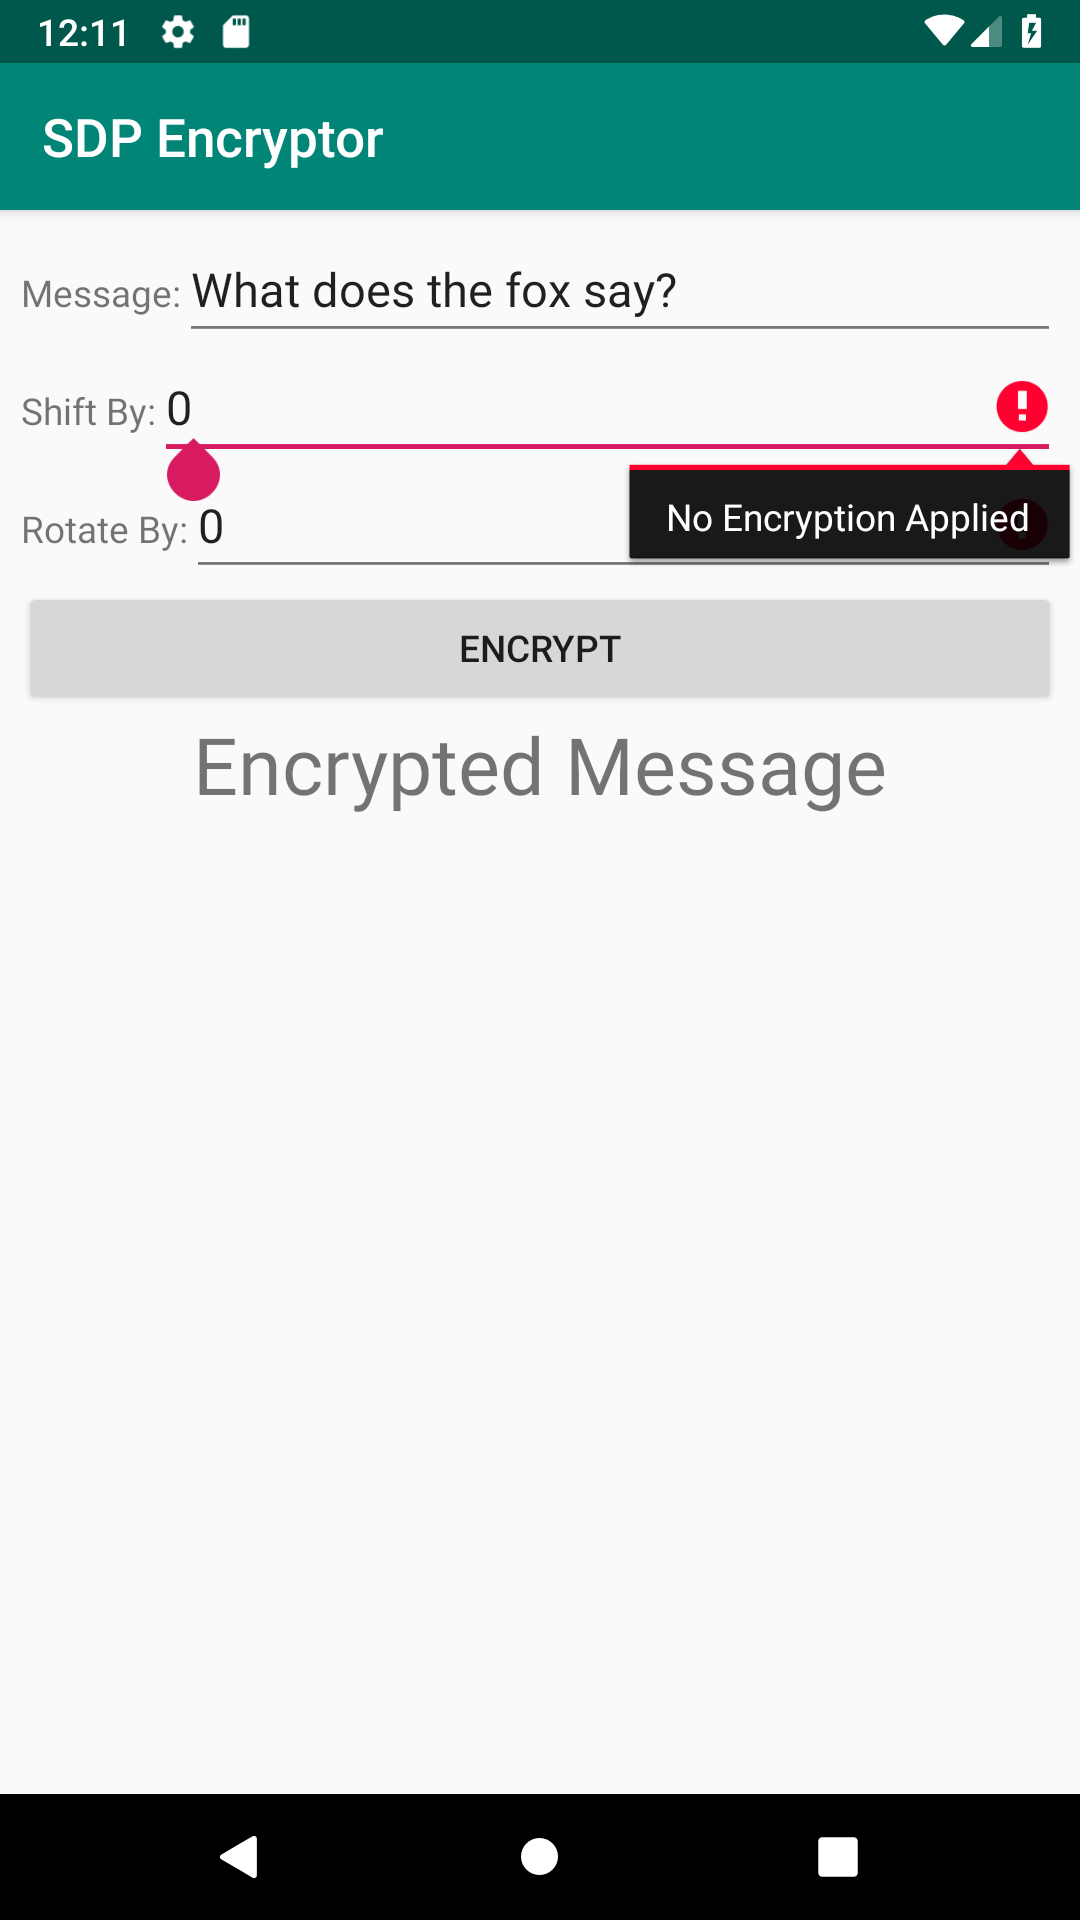 12:11
SDP Encryptor
Message: What does the fox say?
Shift By: 0
No Encryption Applied
Rotate By: 0
ENCRYPT
Encrypted Message